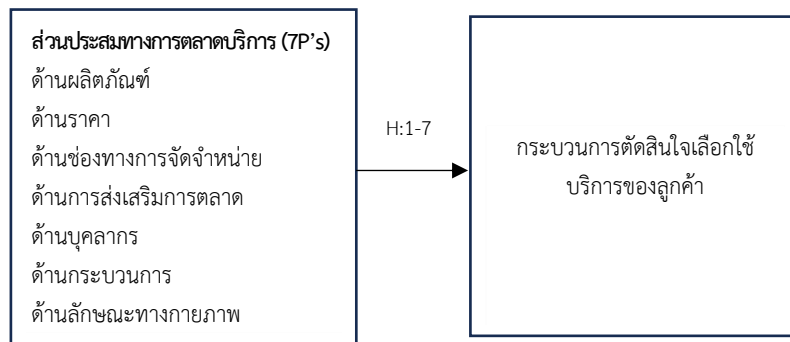 ส่วนประสมทางการตลาดบริการ (7P's)
ด้านผลิตภัณฑ์
ด้านราคา
ด้านช่องทางการจัดจำหน่าย
ด้านการส่งเสริมการตลาด
ด้านบุคลากร
ด้านกระบวนการ
ด้านลักษณะทางกายภาพ
H:1-7
กระบวนการตัดสินใจเลือกใช้
บริการของลูกค้า